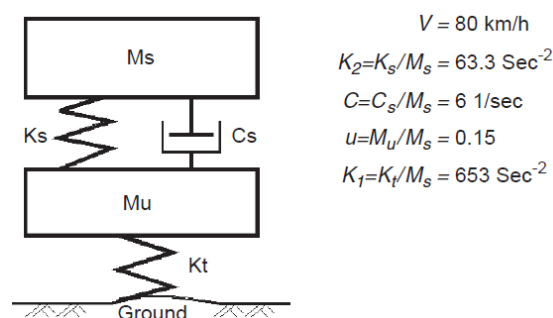 Ms
Ks
Cs
Mu
Kt
Ground
V = 80 km/h
K₂=Kₛ/Mₛ = 63.3 Sec⁻²
C=Cₛ/Mₛ = 6 1/sec
u=Mᵤ/Mₛ = 0.15
K₁=Kₜ/Mₛ = 653 Sec⁻²